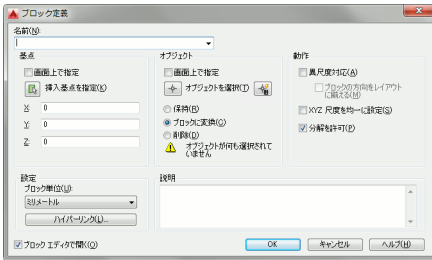 ブロック定義
名前(N):
基点
画面上で指定
挿入基点を指定(K)
X: 0
Y: 0
Z: 0
オブジェクト
画面上で指定
オブジェクトを選択(T)
保持(R)
ブロックに変換(C)
削除(D)
オブジェクトが何も選択されて
いません
動作
異尺度対応(A)
ブロックの方向をレイアウト
に揃える(M)
XYZ 尺度を均一に設定(S)
分解を許可(P)
設定
ブロック単位(U):
ミリメートル
ハイパーリンク(L)...
説明
ブロック エディタで開く(O)
OK
キャンセル
ヘルプ(H)